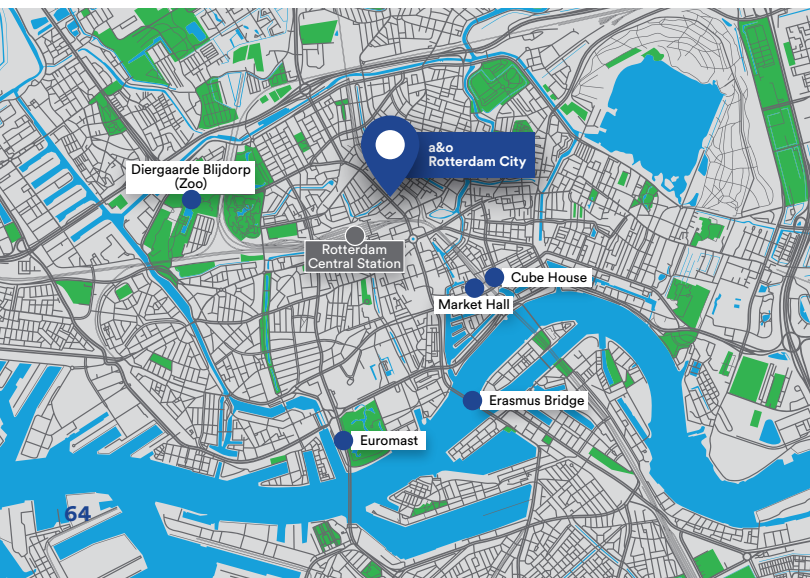 a&o
Rotterdam City
Diergaarde Blijdorp
(Zoo)
Rotterdam
Central Station
Cube House
Market Hall
Erasmus Bridge
Euromast
64